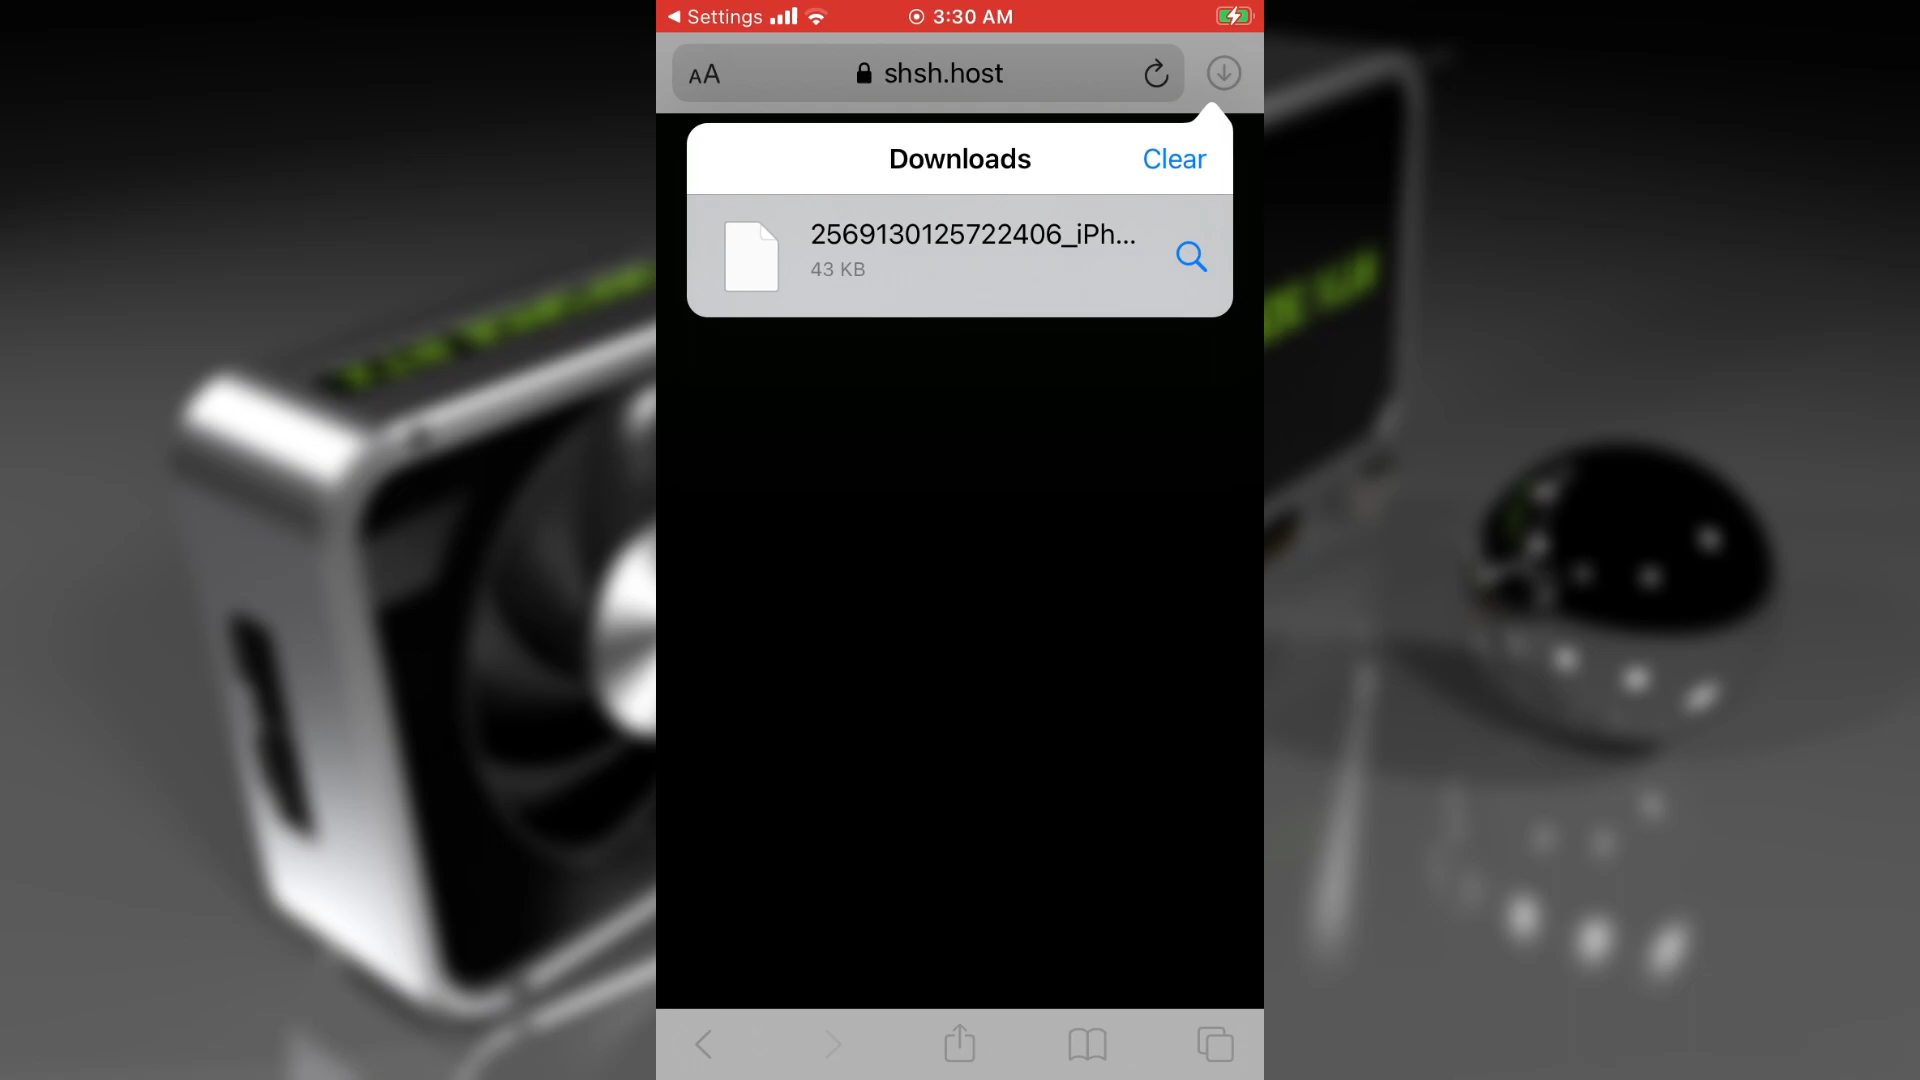 Settings 3:30 AM
AA shsh.host
Downloads Clear
2569130125722406_iPh...
43 KB